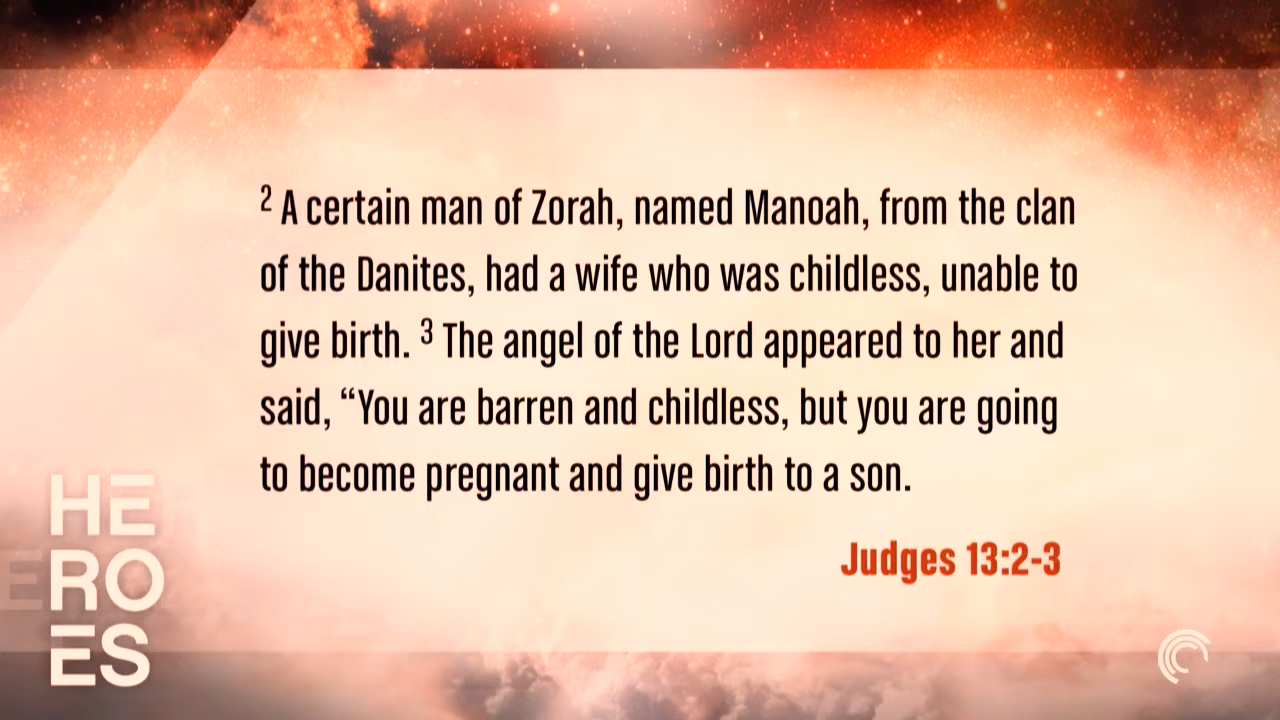 ² A certain man of Zorah, named Manoah, from the clan
of the Danites, had a wife who was childless, unable to
give birth. ³ The angel of the Lord appeared to her and
said, “You are barren and childless, but you are going
to become pregnant and give birth to a son.
Judges 13:2-3
HE
RO
ES